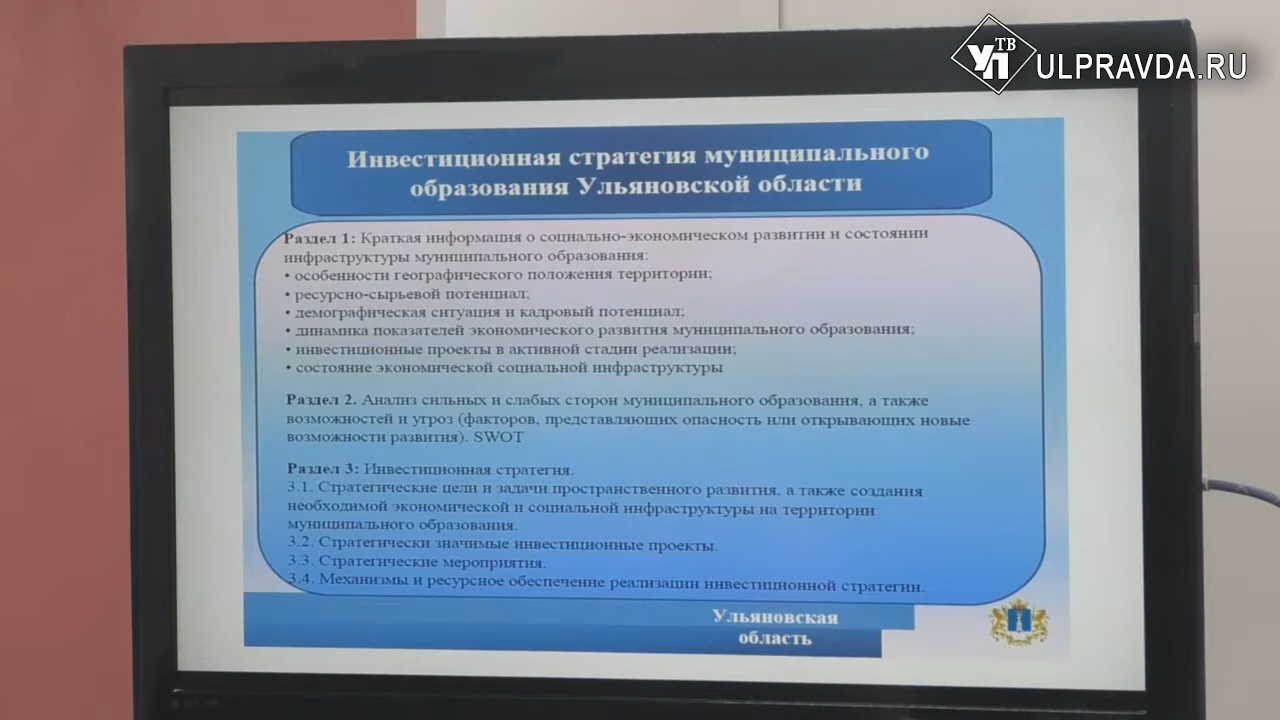 УП ТВ ULPRAVDA.RU
Инвестиционная стратегия муниципального
образования Ульяновской области
Раздел 1: Краткая информация о социально-экономическом развитии и состоянии
инфраструктуры муниципального образования:
• особенности географического положения территории;
• ресурсно-сырьевой потенциал;
• демографическая ситуация и кадровый потенциал;
• динамика показателей экономического развития муниципального образования;
• инвестиционные проекты в активной стадии реализации;
• состояние экономической социальной инфраструктуры
Раздел 2. Анализ сильных и слабых сторон муниципального образования, а также
возможностей и угроз (факторов, представляющих опасность или открывающих новые
возможности развития). SWOT
Раздел 3: Инвестиционная стратегия.
3.1. Стратегические цели и задачи пространственного развития, а также создания
необходимой экономической и социальной инфраструктуры на территории
муниципального образования.
3.2. Стратегически значимые инвестиционные проекты.
3.3. Стратегические мероприятия.
3.4. Механизмы и ресурсное обеспечение реализации инвестиционной стратегии.
Ульяновская
область